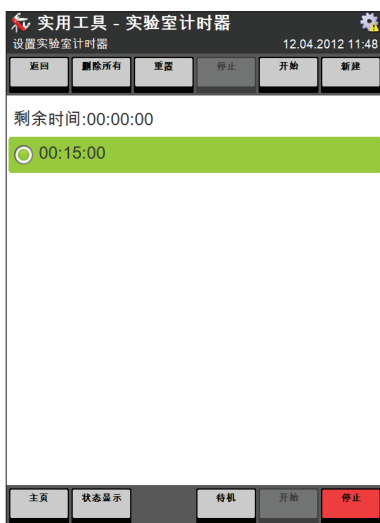 实用工具 - 实验室计时器
设置实验室计时器 12.04.2012 11:48
返回 删除所有 重置 停止 开始 新建
剩余时间:00:00:00
00:15:00
主页 状态显示 待机 开始 停止